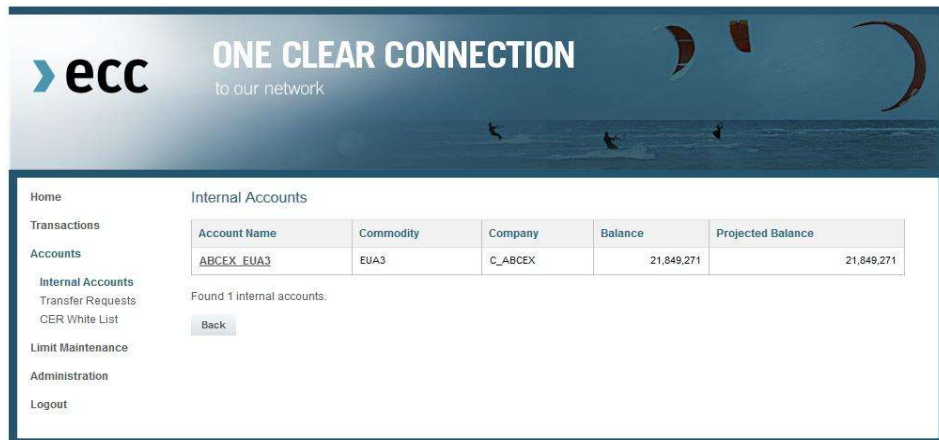 ecc
ONE CLEAR CONNECTION
to our network
Home
Transactions
Accounts
Internal Accounts
Transfer Requests
CER White List
Limit Maintenance
Administration
Logout
Internal Accounts
Account Name Commodity Company Balance Projected Balance
ABCEX_EUA3 EUA3 C_ABCEX 21,849,271 21,849,271
Found 1 internal accounts.
Back